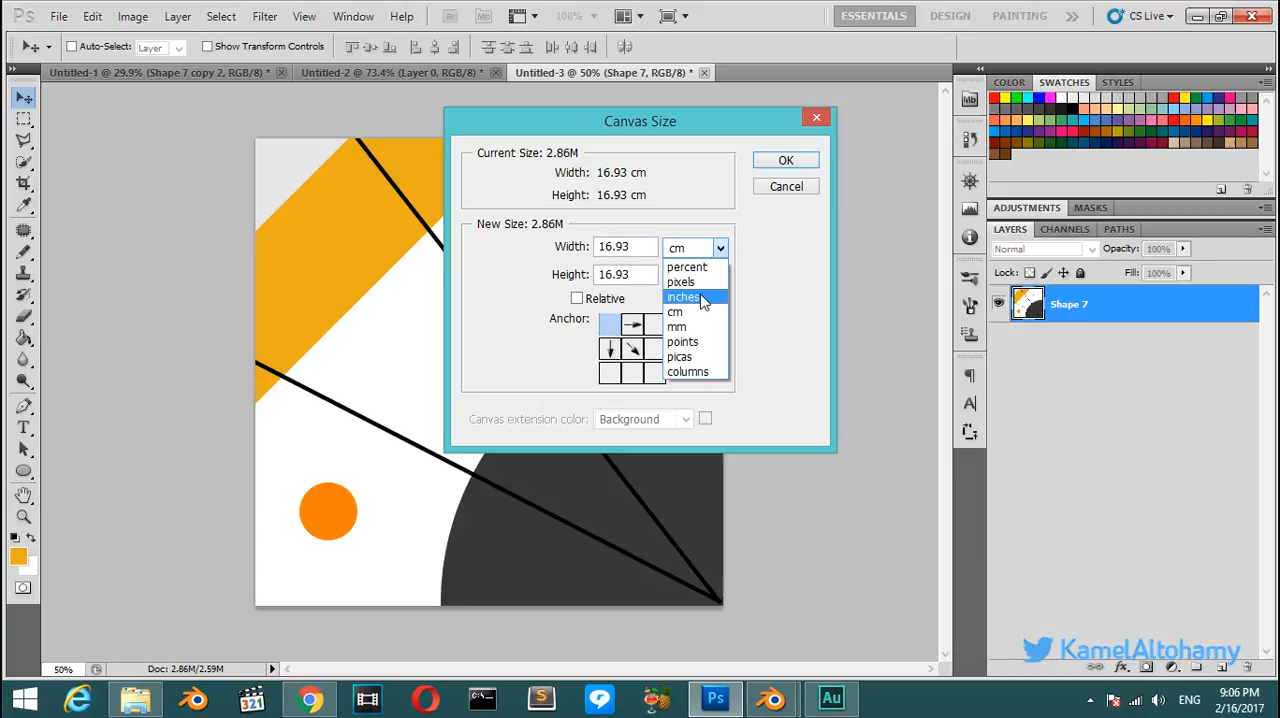 Ps File Edit Image Layer Select Filter View Window Help Br Mb 100% ESSENTIALS DESIGN PAINTING CS Live
Auto-Select: Layer Show Transform Controls
Untitled-1 @ 29.9% (Shape 7 copy 2, RGB/8) * Untitled-2 @ 73.4% (Layer 0, RGB/8) * Untitled-3 @ 50% (Shape 7, RGB/8) *
COLOR SWATCHES STYLES
Mb
Canvas Size
Current Size: 2.86M
Width: 16.93 cm
Height: 16.93 cm
OK
Cancel
New Size: 2.86M
Width: 16.93 cm
Height: 16.93
Relative
Anchor:
percent
pixels
inches
cm
mm
points
picas
columns
Canvas extension color: Background
ADJUSTMENTS MASKS
LAYERS CHANNELS PATHS
Normal Opacity: 100%
Lock: Fill: 100%
Shape 7
KamelAltohamy
50% Doc: 2.86M/2.59M
321 Ps Au ENG 9:06 PM
2/16/2017